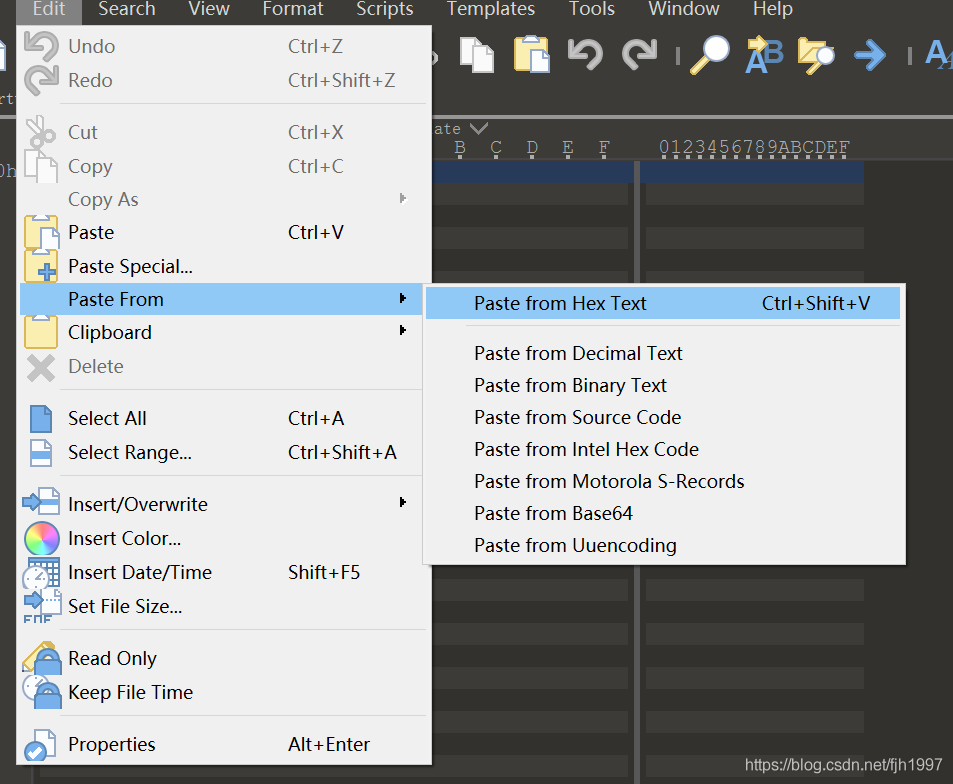 Edit Search View Format Scripts Templates Tools Window Help
Undo Ctrl+Z
Redo Ctrl+Shift+Z
Cut Ctrl+X
Copy Ctrl+C
Copy As
Paste Ctrl+V
Paste Special...
Paste From
Clipboard
Delete
Select All Ctrl+A
Select Range... Ctrl+Shift+A
Insert/Overwrite
Insert Color...
Insert Date/Time Shift+F5
Set File Size...
Read Only
Keep File Time
Properties Alt+Enter
ate
B C D E F 0123456789ABCDEF
0h
Paste from Hex Text Ctrl+Shift+V
Paste from Decimal Text
Paste from Binary Text
Paste from Source Code
Paste from Intel Hex Code
Paste from Motorola S-Records
Paste from Base64
Paste from Uuencoding
https://blog.csdn.net/fjh1997